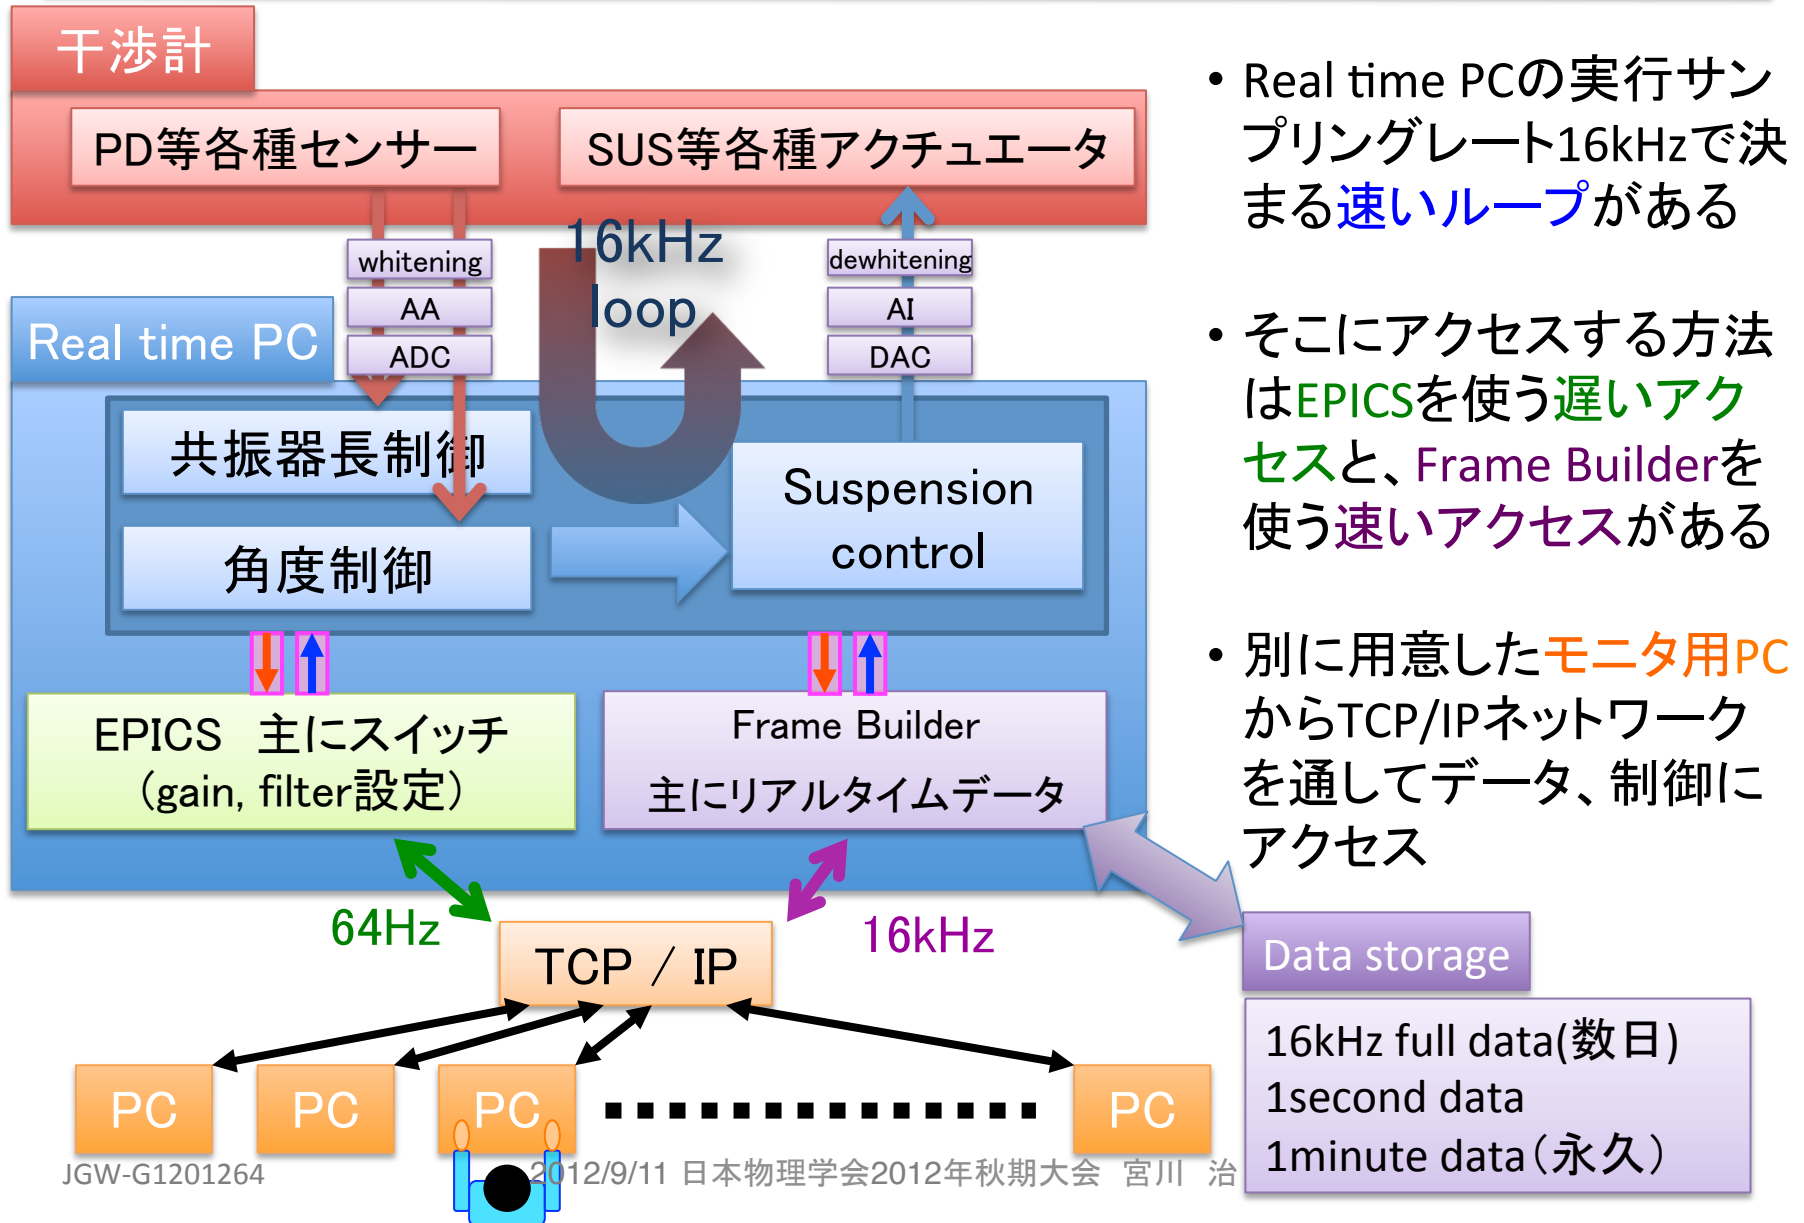 干渉計
PD等各種センサー
SUS等各種アクチュエータ
whitening
AA
ADC
16kHz
loop
dewhitening
AI
DAC
Real time PC
共振器長制御
角度制御
Suspension
control
EPICS　主にスイッチ
(gain, filter設定)
Frame Builder
主にリアルタイムデータ
64Hz
16kHz
TCP / IP
PC
PC
PC
PC
• Real time PCの実行サン
プリングレート16kHzで決
まる速いループがある
• そこにアクセスする方法
はEPICSを使う遅いアク
セスと、Frame Builderを
使う速いアクセスがある
• 別に用意したモニタ用PC
からTCP/IPネットワーク
を通してデータ、制御に
アクセス
Data storage
16kHz full data(数日)
1second data
1minute data（永久）
JGW-G1201264
2012/9/11 日本物理学会2012年秋期大会　宮川　治